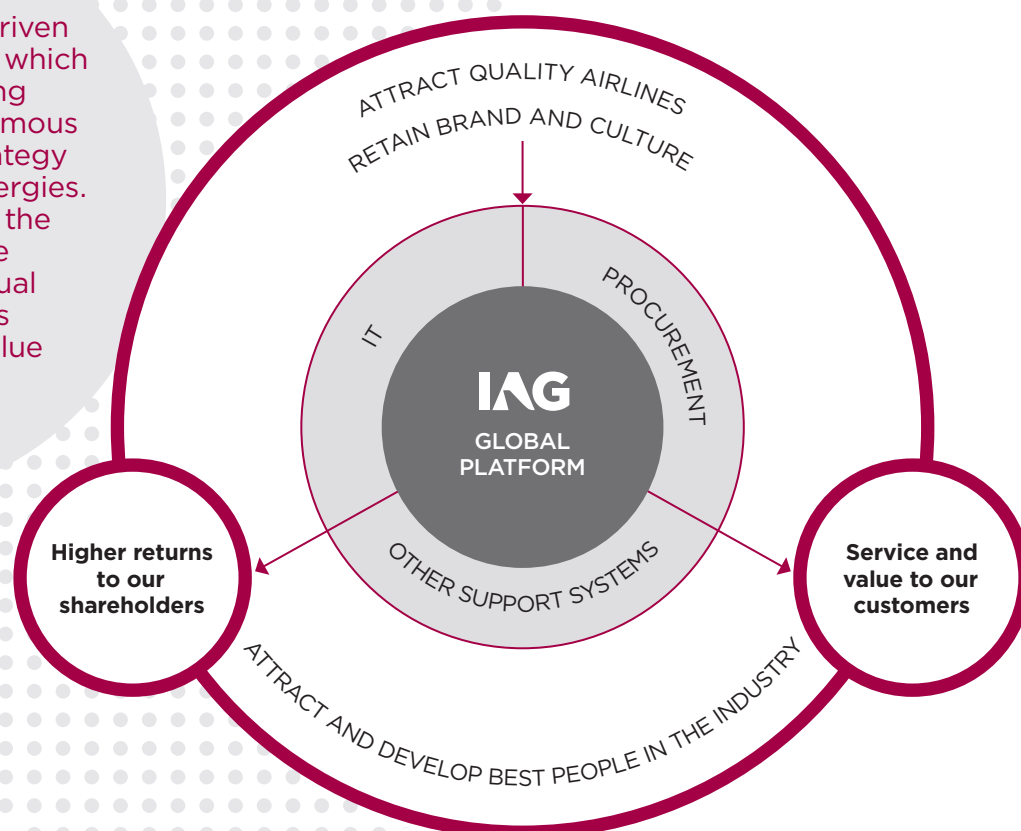 riven
which
ing
mous
ategy
ergies.
the
e
ual
s
lue
ATTRACT QUALITY AIRLINES
RETAIN BRAND AND CULTURE
IT
PROCUREMENT
IAG
GLOBAL
PLATFORM
OTHER SUPPORT SYSTEMS
Higher returns
to our
shareholders
Service and
value to our
customers
ATTRACT AND DEVELOP BEST PEOPLE IN THE INDUSTRY